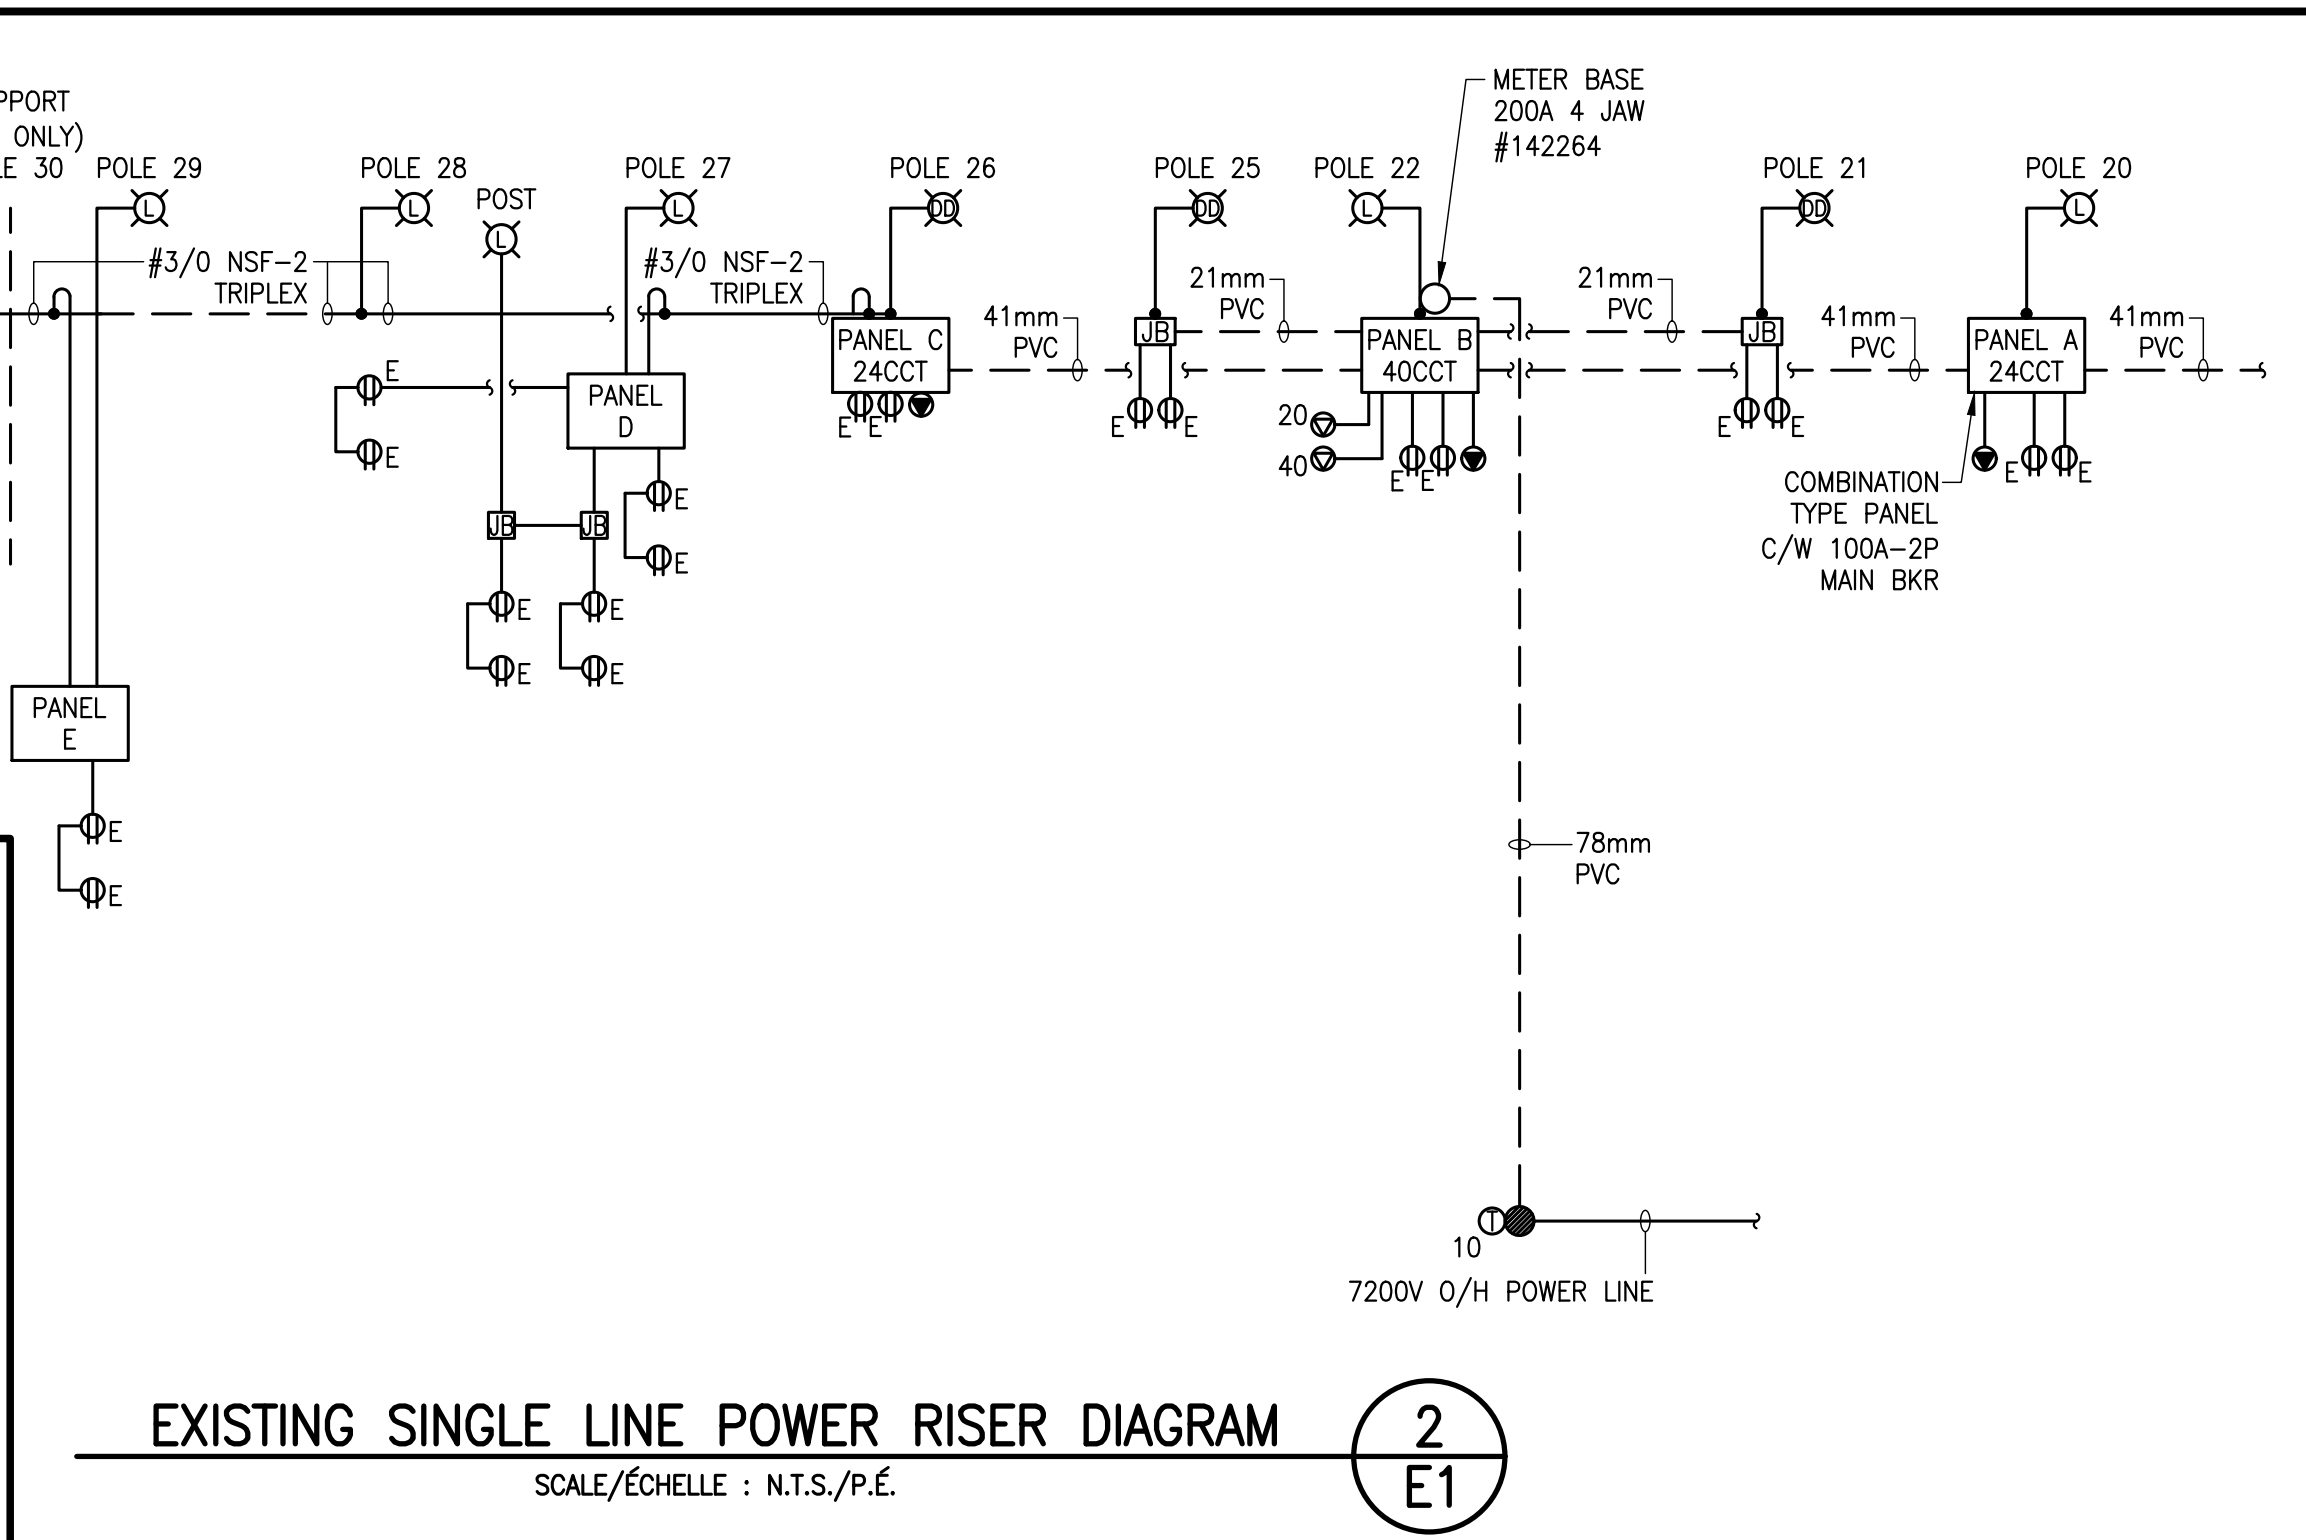 PPORT
ONLY)
LE 30
POLE 29
POLE 28
POST
POLE 27
POLE 26
POLE 25
POLE 22
METER BASE
200A 4 JAW
#142264
POLE 21
POLE 20
L
L
L
L
DD
DD
L
DD
L
#3/0 NSF-2
TRIPLEX
#3/0 NSF-2
TRIPLEX
41mm
PVC
21mm
PVC
21mm
PVC
41mm
PVC
41mm
PVC
PANEL C
24CCT
JB
PANEL B
40CCT
JB
PANEL A
24CCT
E
E
PANEL
D
E
E
E
E
20
40
E
E
E
E
E
E
COMBINATION
TYPE PANEL
C/W 100A-2P
MAIN BKR
JB
JB
E
E
E
E
E
E
PANEL
E
E
E
78mm
PVC
T
10
7200V O/H POWER LINE
EXISTING SINGLE LINE POWER RISER DIAGRAM
SCALE/ÉCHELLE : N.T.S./P.É.
2
E1